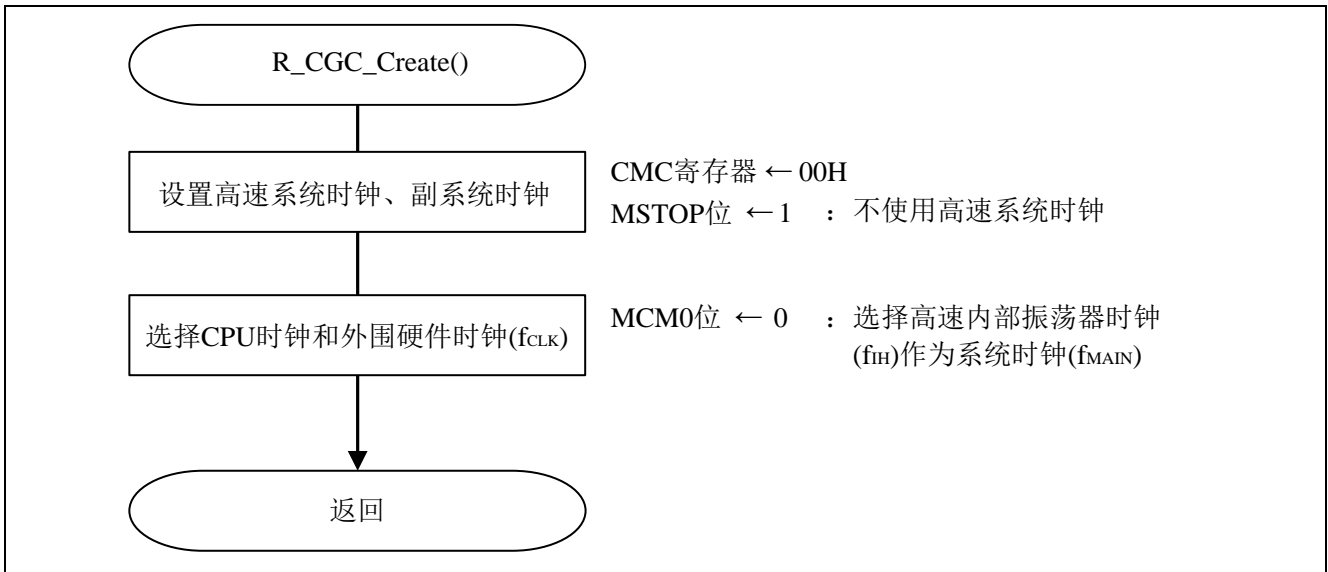 R_CGC_Create()
设置高速系统时钟、副系统时钟
CMC寄存器 ← 00H
MSTOP位 ← 1 ：不使用高速系统时钟
选择CPU时钟和外围硬件时钟(fCLK)
MCM0位 ← 0 ：选择高速内部振荡器时钟
(fIH)作为系统时钟(fMAIN)
返回